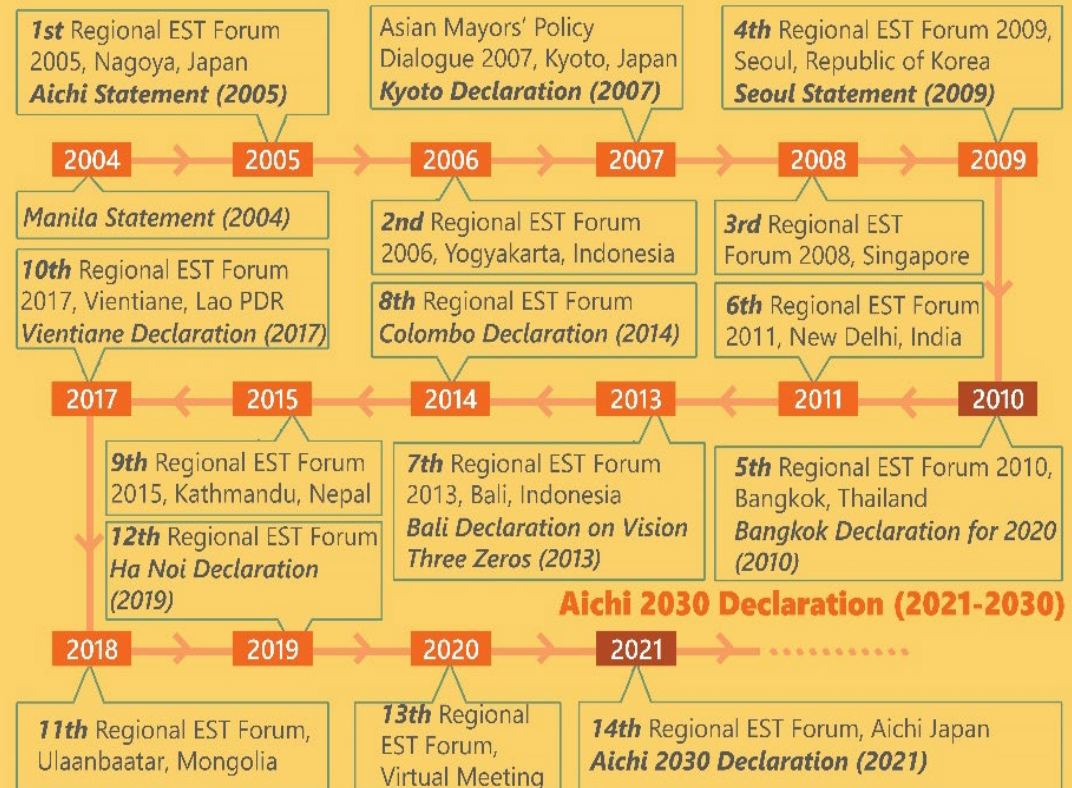 1st Regional EST Forum
2005, Nagoya, Japan
Aichi Statement (2005)
Asian Mayors' Policy
Dialogue 2007, Kyoto, Japan
Kyoto Declaration (2007)
4th Regional EST Forum 2009,
Seoul, Republic of Korea
Seoul Statement (2009)
2004
2005
2006
2007
2008
2009
Manila Statement (2004)
2nd Regional EST Forum
2006, Yogyakarta, Indonesia
3rd Regional EST
Forum 2008, Singapore
10th Regional EST Forum
2017, Vientiane, Lao PDR
Vientiane Declaration (2017)
8th Regional EST Forum
Colombo Declaration (2014)
6th Regional EST Forum
2011, New Delhi, India
2017
2015
2014
2013
2011
2010
9th Regional EST Forum
2015, Kathmandu, Nepal
7th Regional EST Forum
2013, Bali, Indonesia
Bali Declaration on Vision
Three Zeros (2013)
5th Regional EST Forum 2010,
Bangkok, Thailand
Bangkok Declaration for 2020
(2010)
12th Regional EST Forum
Ha Noi Declaration
(2019)
Aichi 2030 Declaration (2021-2030)
2018
2019
2020
2021
11th Regional EST Forum,
Ulaanbaatar, Mongolia
13th Regional
EST Forum,
Virtual Meeting
14th Regional EST Forum, Aichi Japan
Aichi 2030 Declaration (2021)